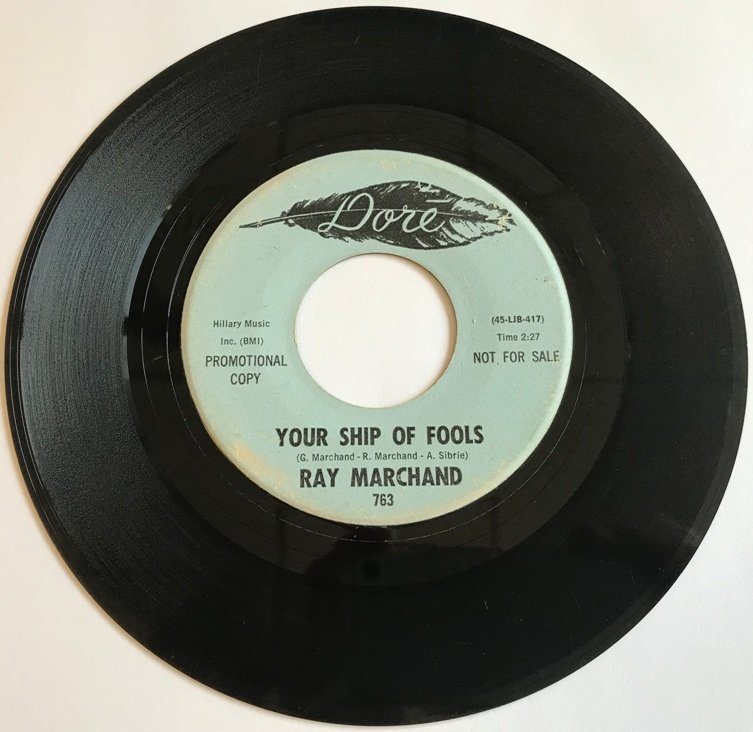 Doré
Hillary Music
Inc. (BMI)
PROMOTIONAL
COPY
(45-LJB-417)
Time 2:27
NOT FOR SALE
YOUR SHIP OF FOOLS
(G. Marchand - R. Marchand - A. Sibrie)
RAY MARCHAND
763